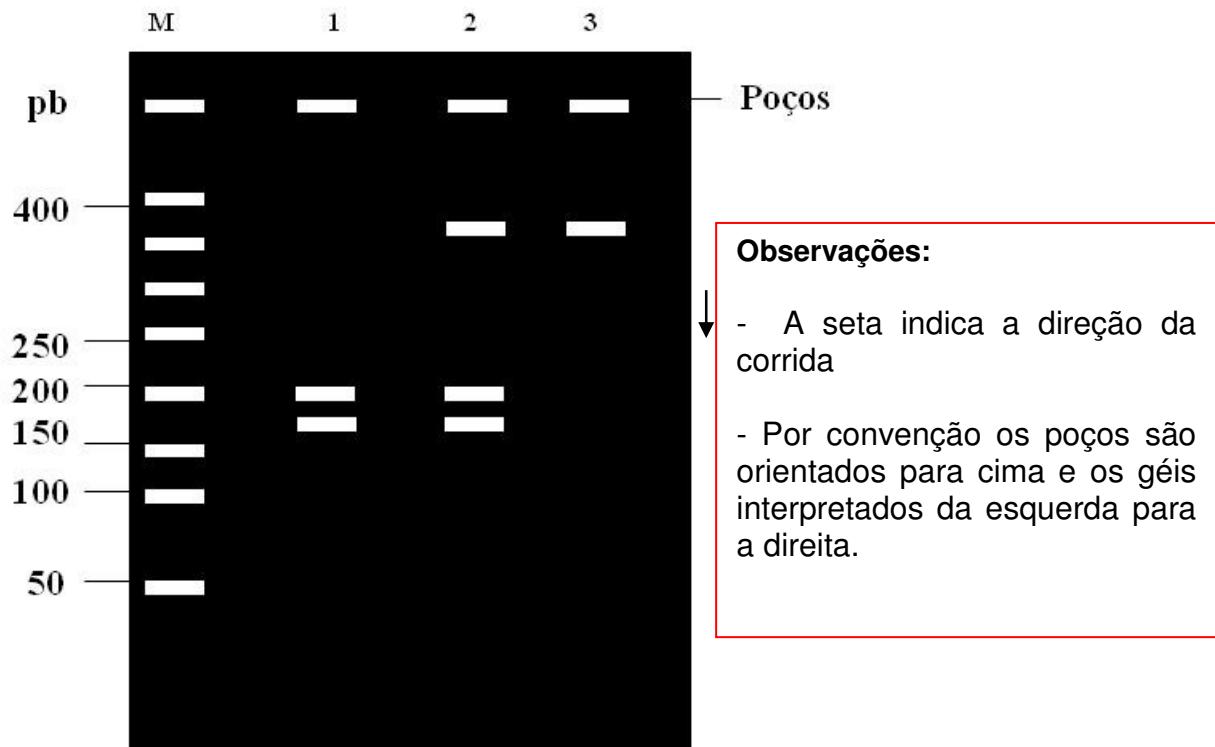 M 1 2 3
pb
Poços
400
250
200
150
100
50
Observações:
- A seta indica a direção da
corrida
- Por convenção os poços são
orientados para cima e os géis
interpretados da esquerda para
a direita.